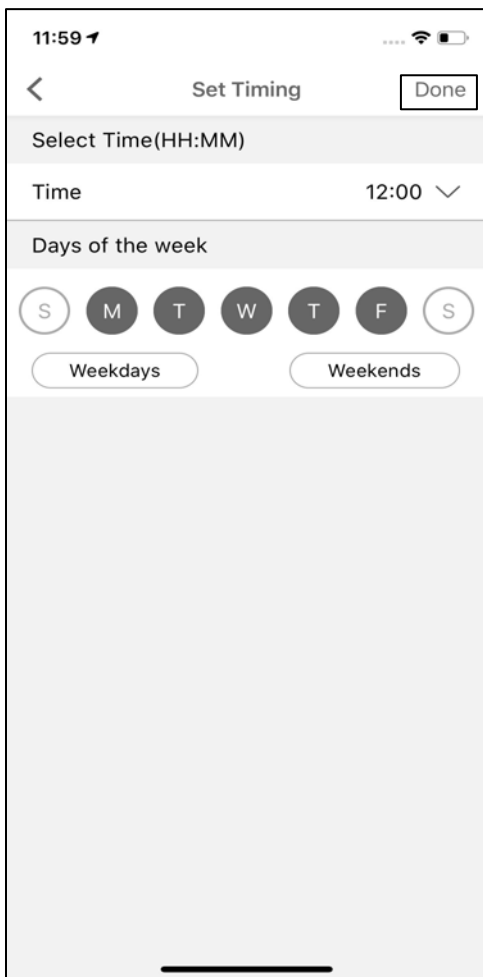 11:59
Set Timing Done
Select Time(HH:MM)
Time 12:00
Days of the week
S M T W T F S
Weekdays Weekends